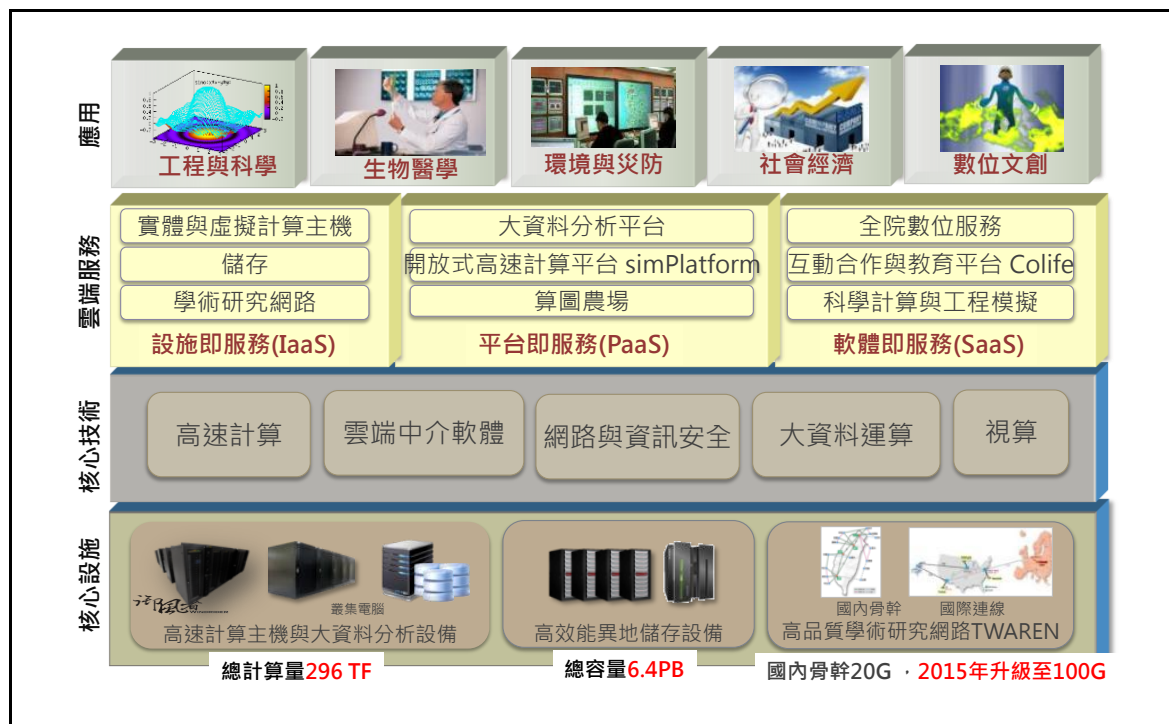 應用
工程與科學
生物醫學
環境與災防
社會經濟
數位文創
雲端服務
實體與虛擬計算主機
儲存
學術研究網路
設施即服務(IaaS)
大資料分析平台
開放式高速計算平台 simPlatform
算圖農場
平台即服務(PaaS)
全院數位服務
互動合作與教育平台 Colife
科學計算與工程模擬
軟體即服務(SaaS)
核心技術
高速計算
雲端中介軟體
網路與資訊安全
大資料運算
視算
核心設施
叢集電腦
高速計算主機與大資料分析設備
高效能異地儲存設備
國內骨幹
國際連線
高品質學術研究網路TWAREN
總計算量296 TF
總容量6.4PB
國內骨幹20G ,2015年升級至100G